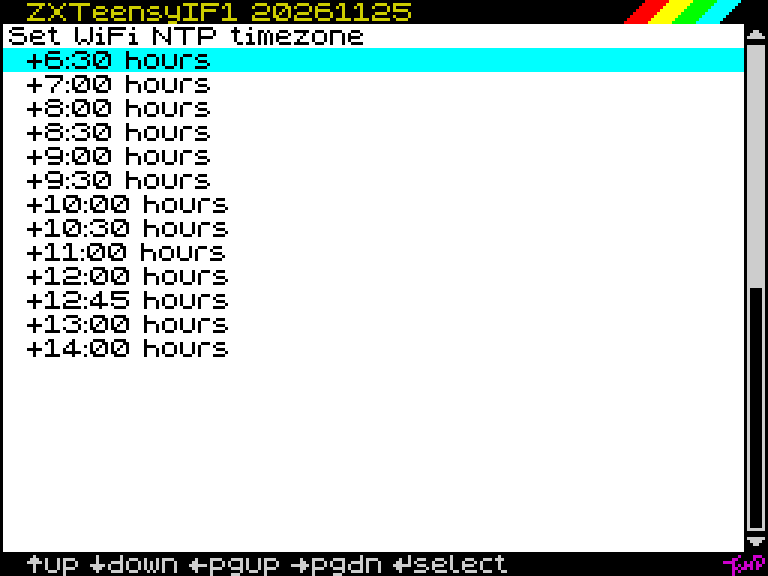 ZXTeensyIF1 20261125
Set WiFi NTP timezone
+6:30 hours
+7:00 hours
+8:00 hours
+8:30 hours
+9:00 hours
+9:30 hours
+10:00 hours
+10:30 hours
+11:00 hours
+12:00 hours
+12:45 hours
+13:00 hours
+14:00 hours
↑up ↓down ←pgup →pgdn ↵select